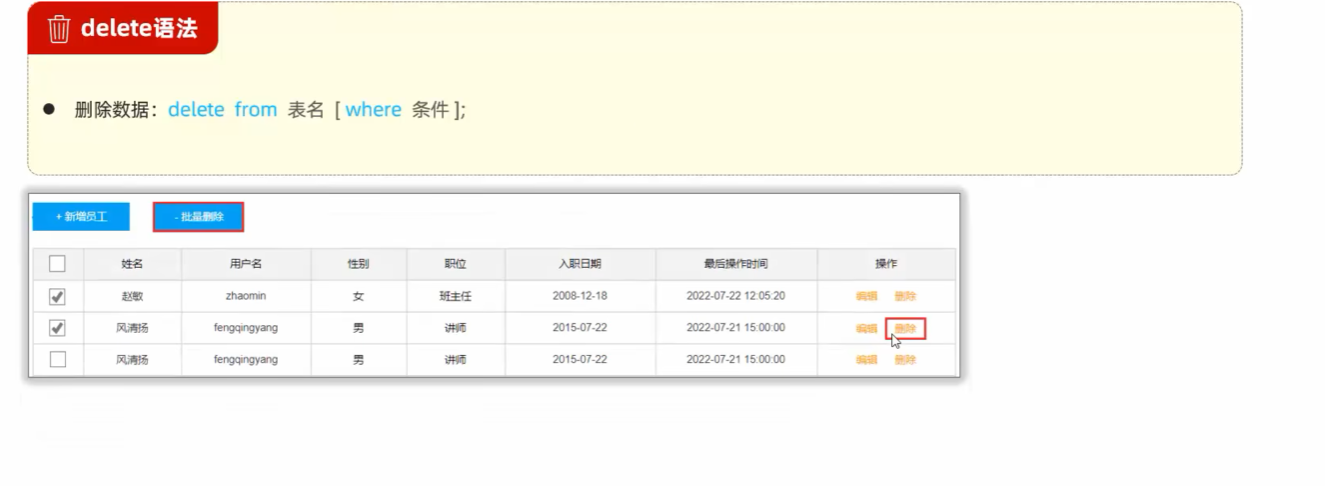 delete语法
● 删除数据：delete from 表名 [ where 条件 ];
+ 新增员工 - 批量删除
姓名 用户名 性别 职位 入职日期 最后操作时间 操作
赵敏 zhaomin 女 班主任 2008-12-18 2022-07-22 12:05:20 编辑 删除
风清扬 fengqingyang 男 讲师 2015-07-22 2022-07-21 15:00:00 编辑 删除
风清扬 fengqingyang 男 讲师 2015-07-22 2022-07-21 15:00:00 编辑 删除